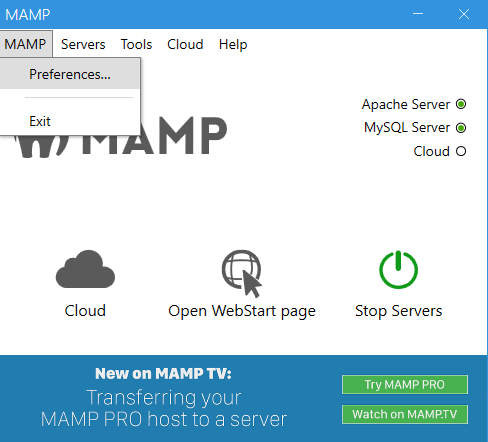 MAMP
MAMP Servers Tools Cloud Help
Preferences...
Exit
MAMP
Apache Server
MySQL Server
Cloud
Cloud
Open WebStart page
Stop Servers
New on MAMP TV:
Transferring your
MAMP PRO host to a server
Try MAMP PRO
Watch on MAMP.TV